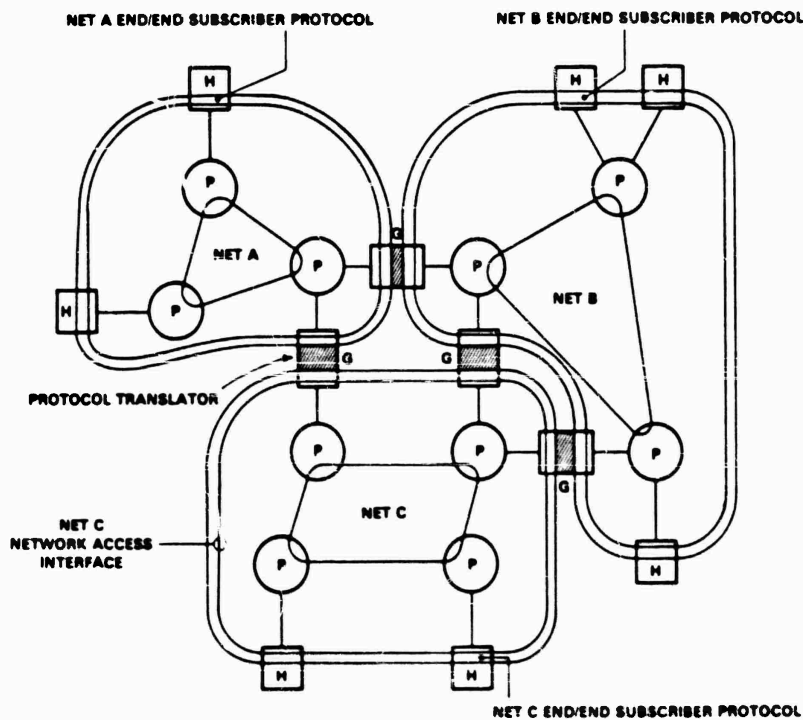 NET A END/END SUBSCRIBER PROTOCOL
NET B END/END SUBSCRIBER PROTOCOL
H
H
H
P
P
G
NET A
P
P
NET B
H
P
G
G
PROTOCOL TRANSLATOR
P
P
P
G
NET C
NET C
NETWORK ACCESS
INTERFACE
P
P
H
H
H
NET C END/END SUBSCRIBER PROTOCOL